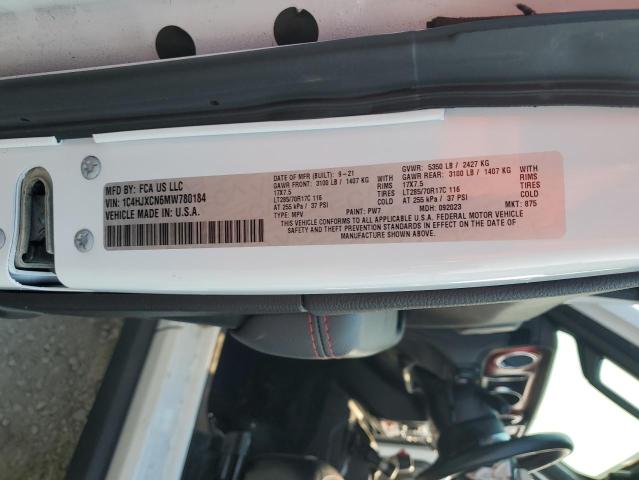 MFD BY: FCA US LLC
VIN: 1C4HJXCN6MW780184
VEHICLE MADE IN U.S.A.
DATE OF MFR (BUILT): 9-21
GAWR FRONT: 3100 LB / 1407 KG
17X7.5 TIRES
LT285/70R17C 116 COLD
AT 255 kPa / 37 PSI
TYPE: MPV PAINT: PW7
GVWR: 5350 LB / 2427 KG
GAWR REAR: 3100 LB / 1407 KG
17X7.5 TIRES
LT285/70R17C 116 COLD
AT 255 kPa / 37 PSI
MDH: 092023 MKT: 875
THIS VEHICLE CONFORMS TO ALL APPLICABLE U.S.A. FEDERAL MOTOR VEHICLE
SAFETY AND THEFT PREVENTION STANDARDS IN EFFECT ON THE DATE OF
MANUFACTURE SHOWN ABOVE.